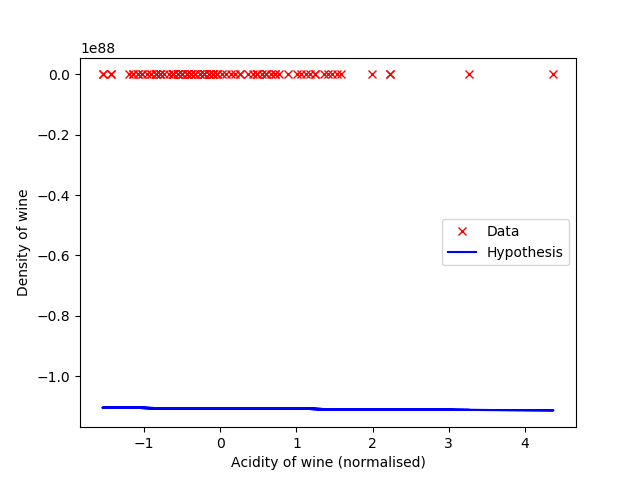 1e88
0.0
−0.2
−0.4
−0.6
−0.8
−1.0
Density of wine
Data
Hypothesis
−1
0
1
2
3
4
Acidity of wine (normalised)